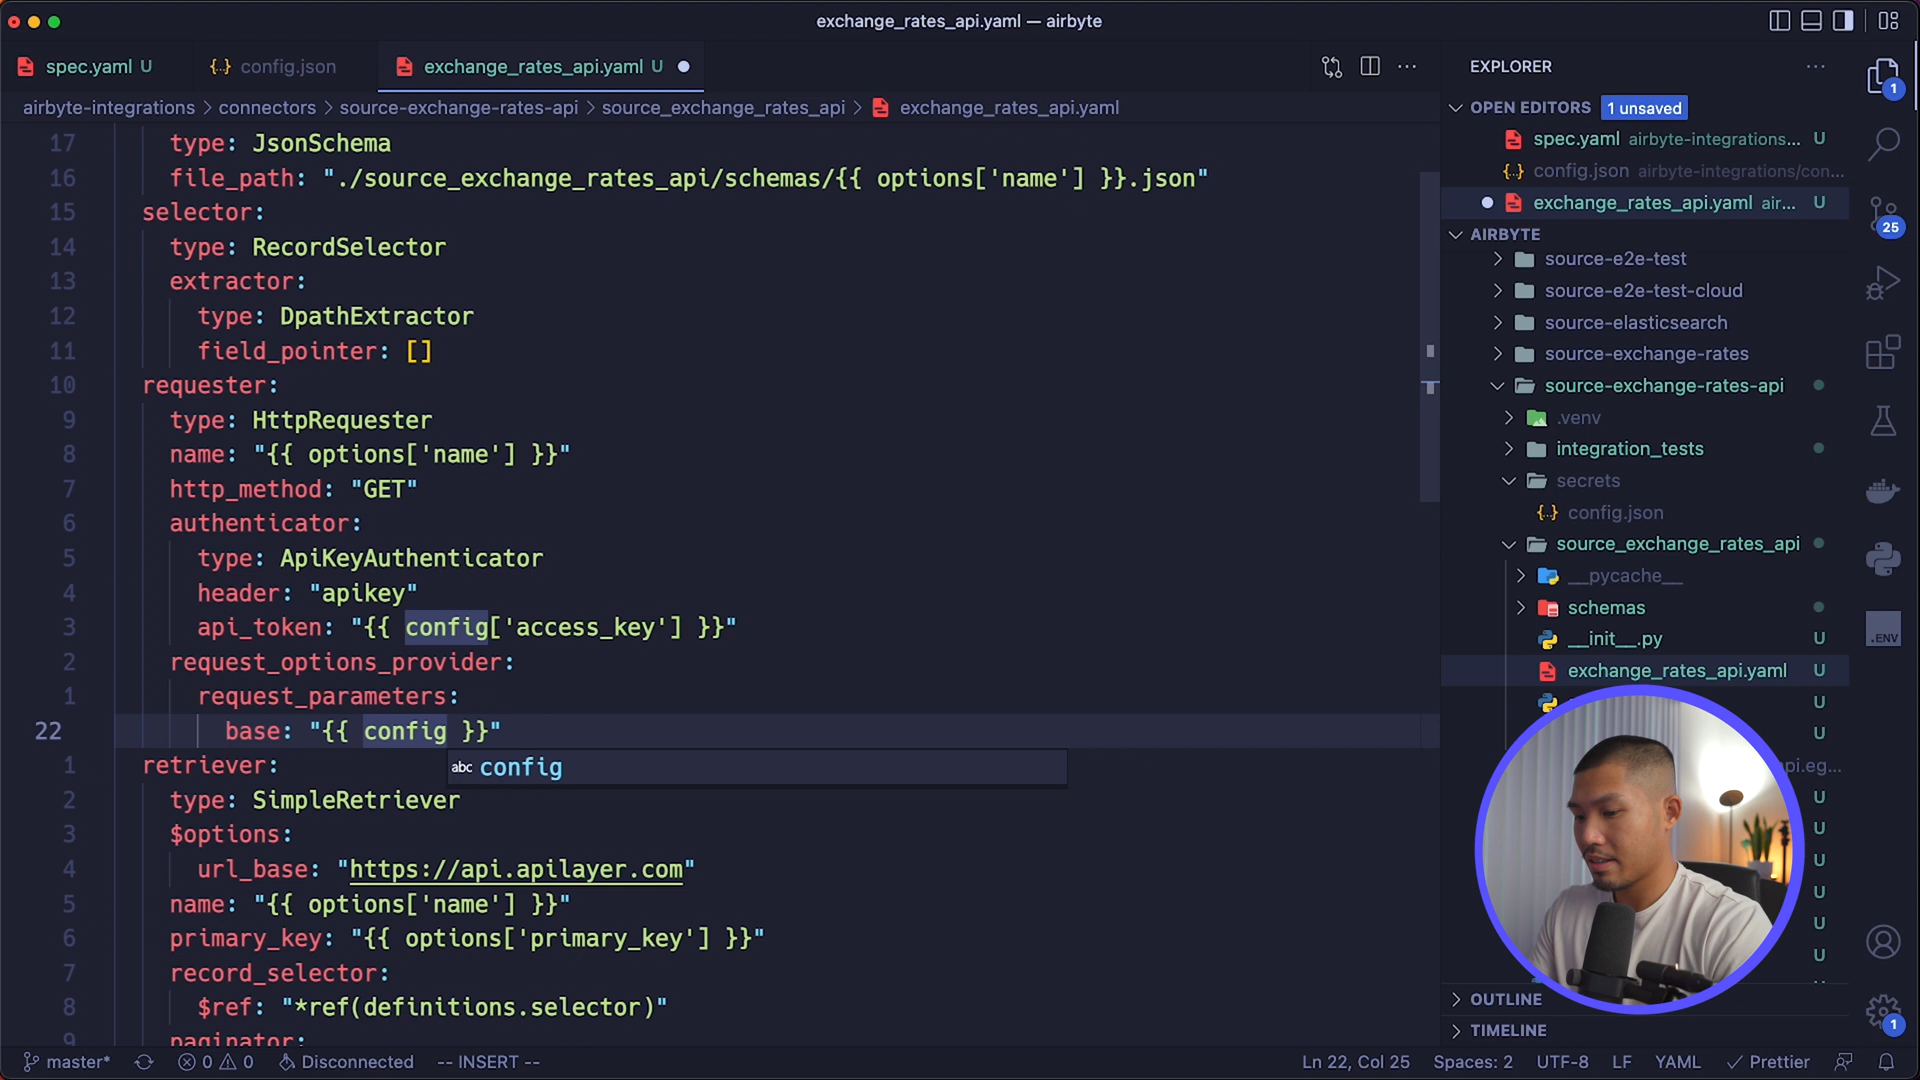 exchange_rates_api.yaml — airbyte
spec.yaml U
config.json
exchange_rates_api.yaml U
airbyte-integrations > connectors > source-exchange-rates-api > source_exchange_rates_api > exchange_rates_api.yaml
17 type: JsonSchema
16 file_path: "./source_exchange_rates_api/schemas/{{ options['name'] }}.json"
15 selector:
14 type: RecordSelector
13 extractor:
12 type: DpathExtractor
11 field_pointer: []
10 requester:
9 type: HttpRequester
8 name: "{{ options['name'] }}"
7 http_method: "GET"
6 authenticator:
5 type: ApiKeyAuthenticator
4 header: "apikey"
3 api_token: "{{ config['access_key'] }}"
2 request_options_provider:
1 request_parameters:
22 base: "{{ config }}"
abc config
1 retriever:
2 type: SimpleRetriever
3 $options:
4 url_base: "https://api.apilayer.com"
5 name: "{{ options['name'] }}"
6 primary_key: "{{ options['primary_key'] }}"
7 record_selector:
8 $ref: "*ref(definitions.selector)"
9 paginator:
EXPLORER
OPEN EDITORS 1 unsaved
spec.yaml airbyte-integrations... U
config.json airbyte-integrations/con...
exchange_rates_api.yaml air... U
AIRBYTE
source-e2e-test
source-e2e-test-cloud
source-elasticsearch
source-exchange-rates
source-exchange-rates-api
.venv
integration_tests
secrets
config.json
source_exchange_rates_api
__pycache__
schemas
__init__.py U
exchange_rates_api.yaml U
U
U
pi.eg...
U
U
U
U
U
U
OUTLINE
TIMELINE
1
25
.ENV
1
master* 0 0 Disconnected -- INSERT -- Ln 22, Col 25 Spaces: 2 UTF-8 LF YAML Prettier